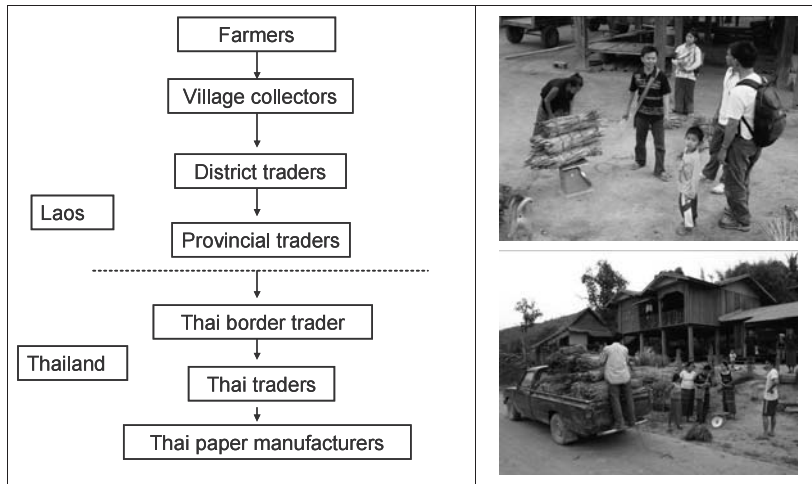 Farmers
Village collectors
District traders
Laos
Provincial traders
Thai border trader
Thailand
Thai traders
Thai paper manufacturers